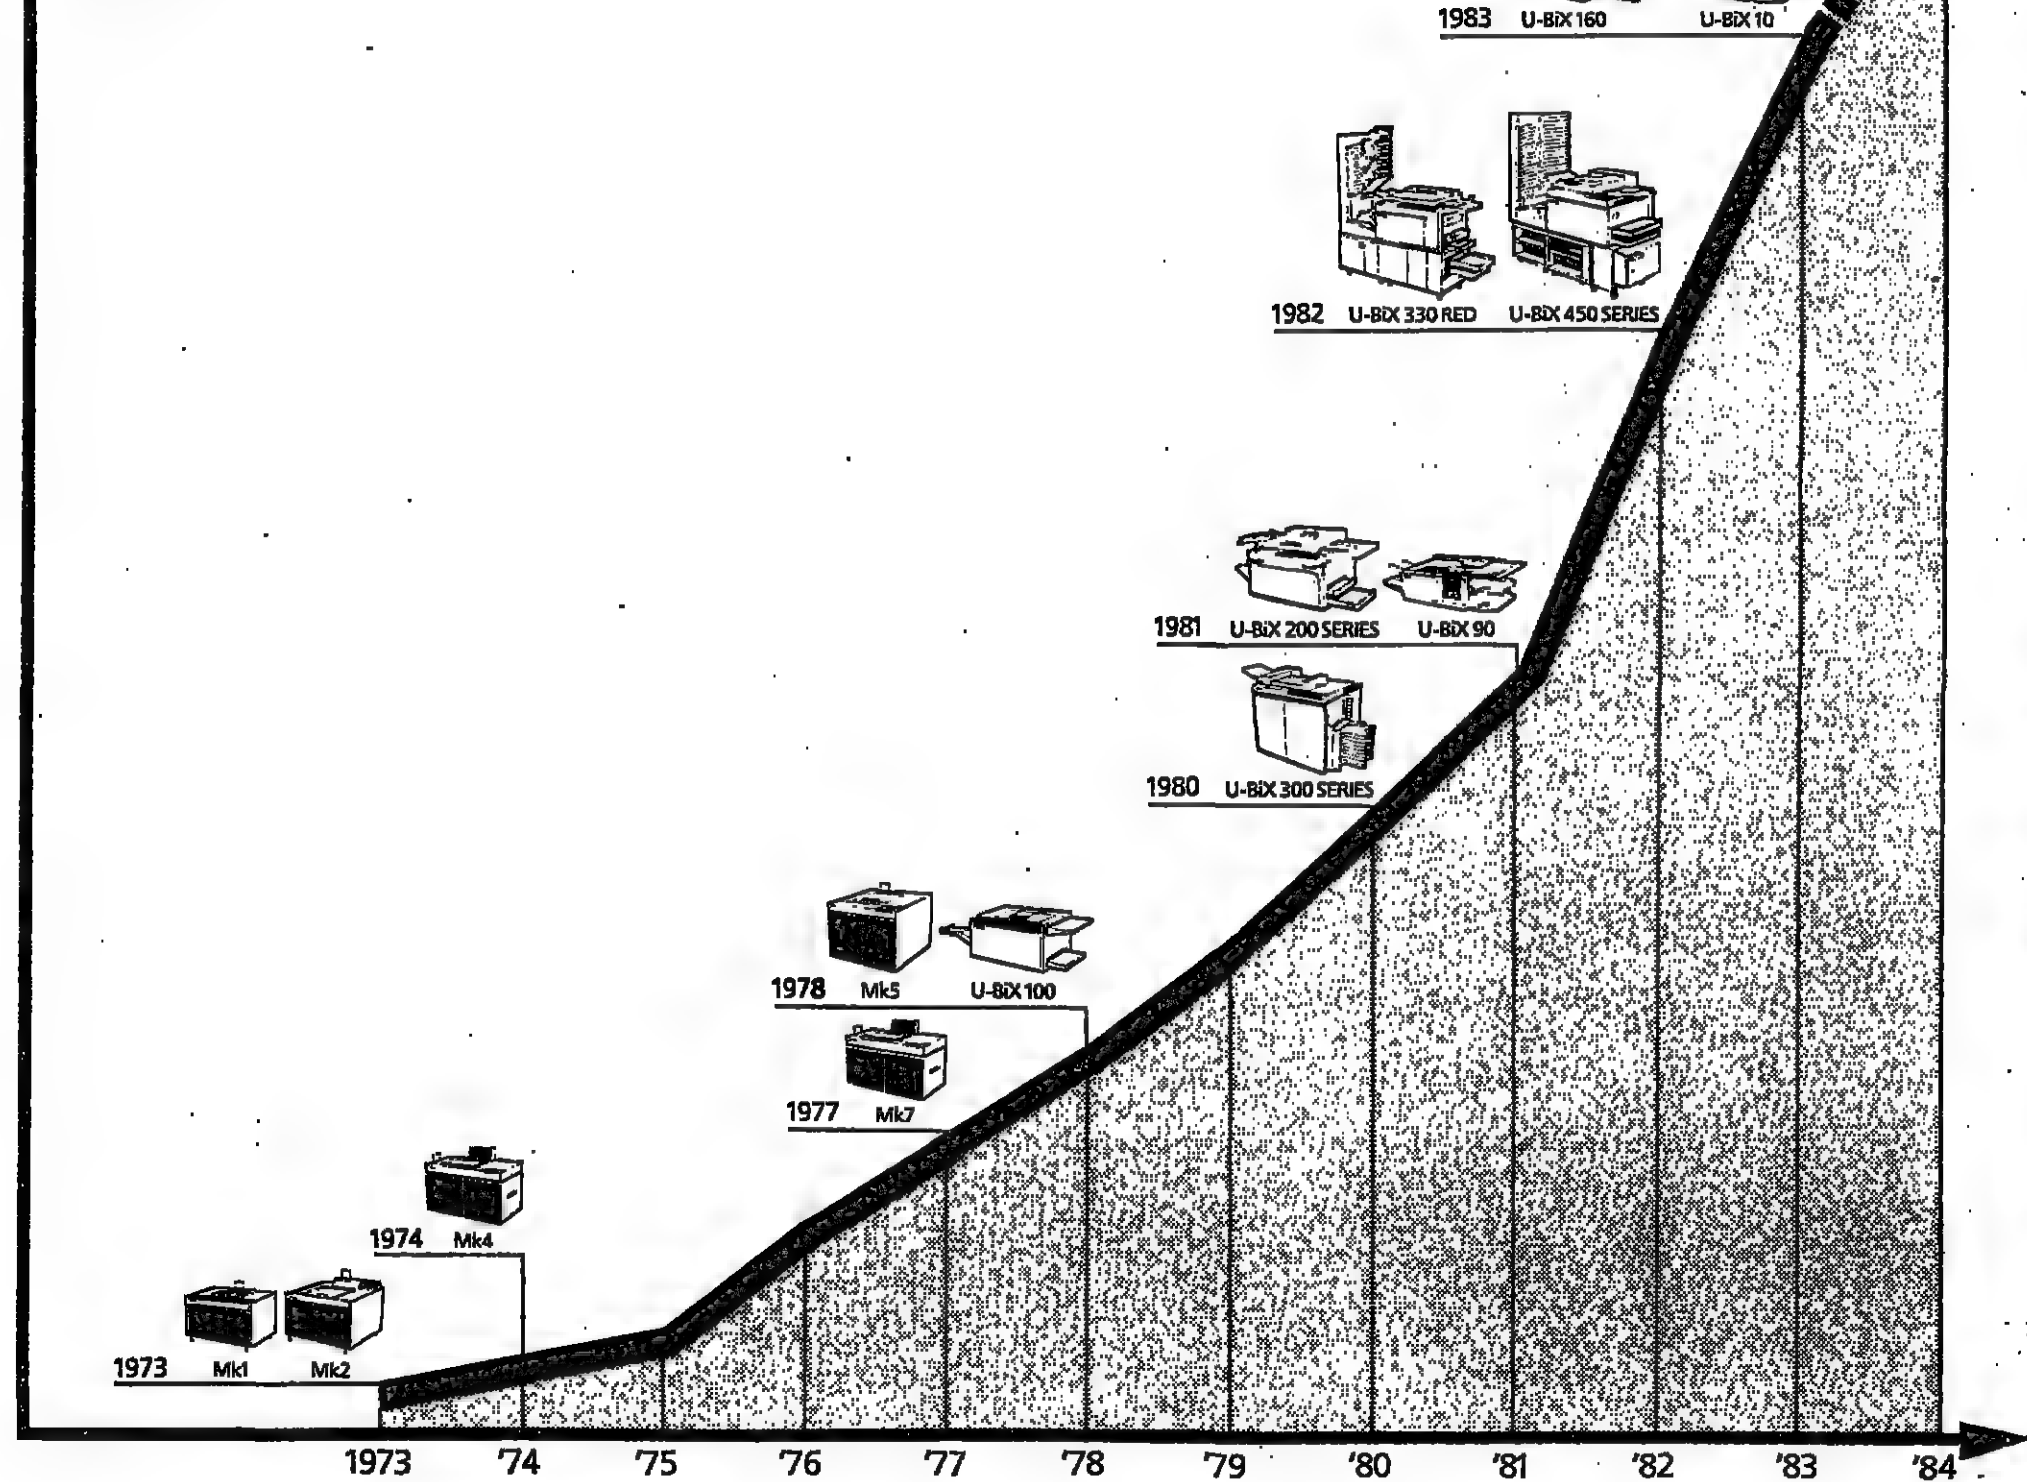 1983 U-BiX 160 U-BiX 10
1982 U-BiX 330 RED U-BiX 450 SERIES
1981 U-BiX 200 SERIES U-BiX 90
1980 U-BiX 300 SERIES
1978 Mk5 U-BiX 100
1977 Mk7
1974 Mk4
1973 Mk1 Mk2
1973 '74 '75 '76 '77 '78 '79 '80 '81 '82 '83 '84